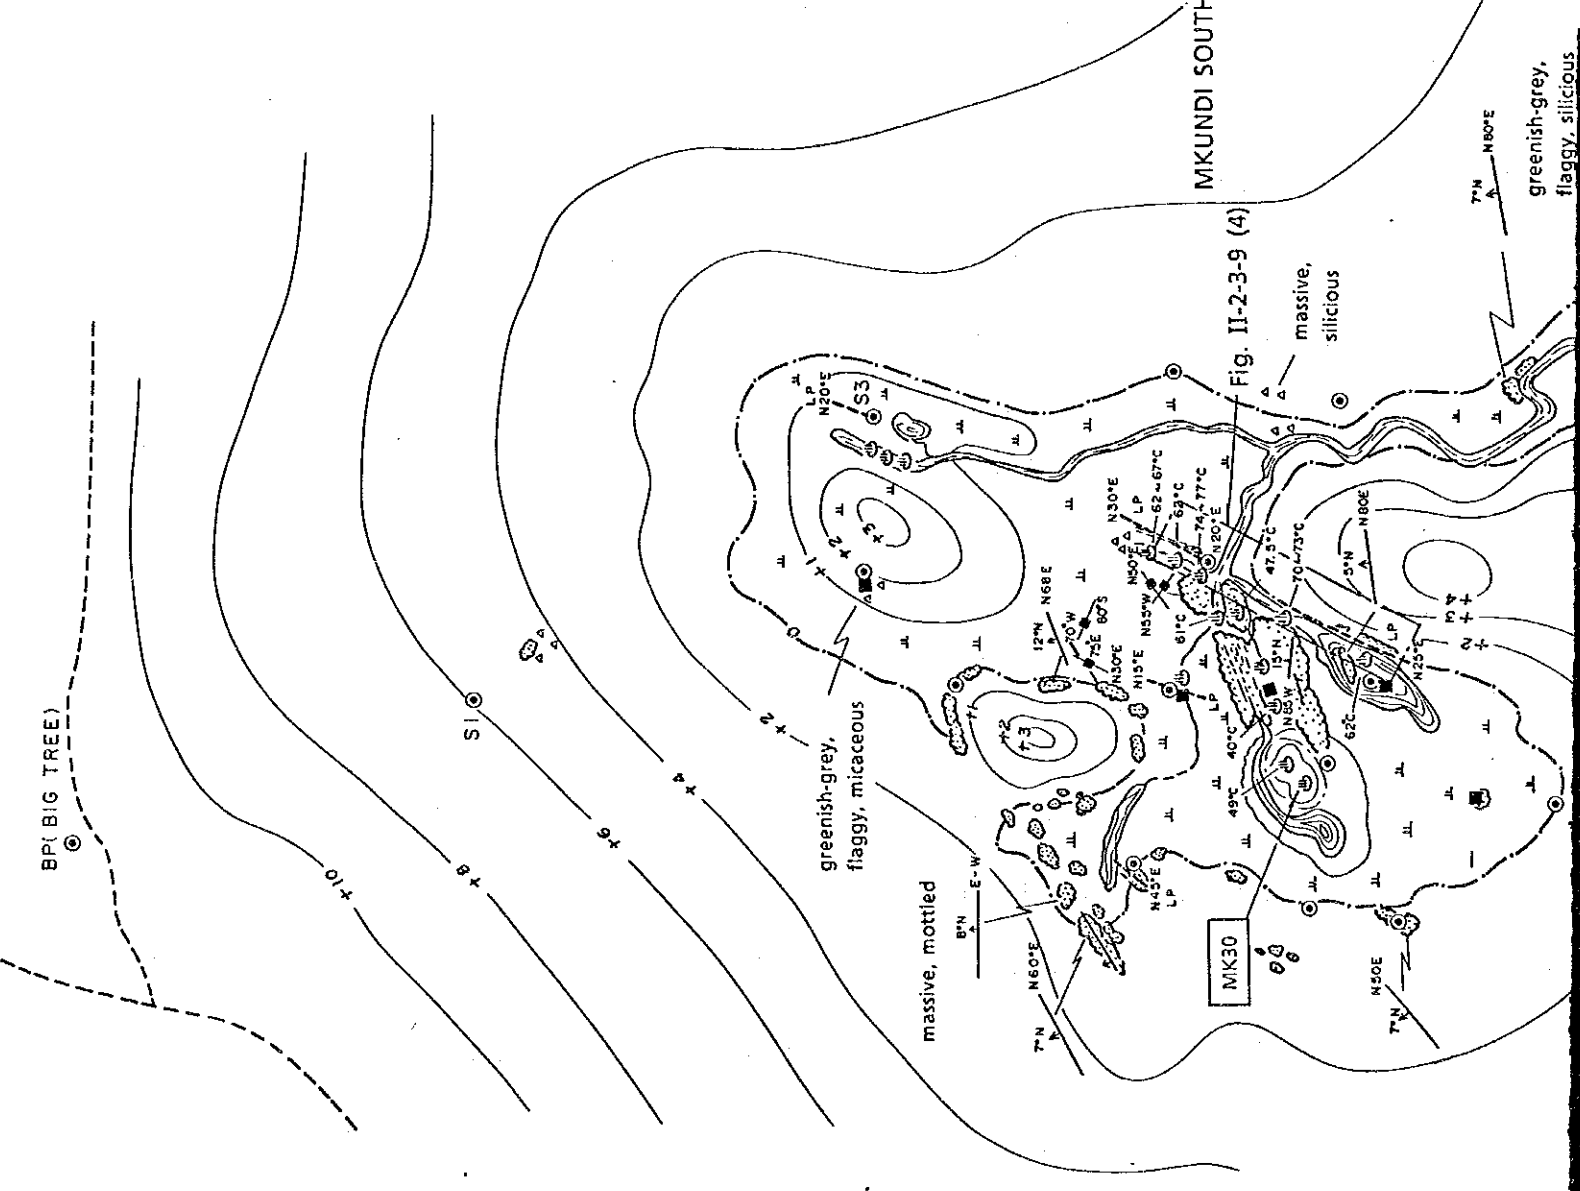 BP( BIG TREE)
S1
+10
+8
+6
+4
+2
greenish-grey,
flaggy, micaceous
massive, mottled
8°N
E-W
N60°E
7°N
N45°E
LP
MK30
N50E
7°N
LP
N20°E
S3
+1
+2
+3
+1
+2
+3
12°N
N68E
70°W
60°S
75°E
N30°E
N15°E
LP
N30°E
LP
N50°E
N55°W
62~67°C
63°C
74~77°C
N20°E
61°C
47.5°C
70~73°C
15°N
N85W
40°C
49°C
62°C
LP
N25°E
5°N
N80E
+4
+3
+2
MKUNDI SOUTH
Fig. II-2-3-9 (4)
massive,
silicious
7°N
N80°E
greenish-grey,
flaggy, silicious